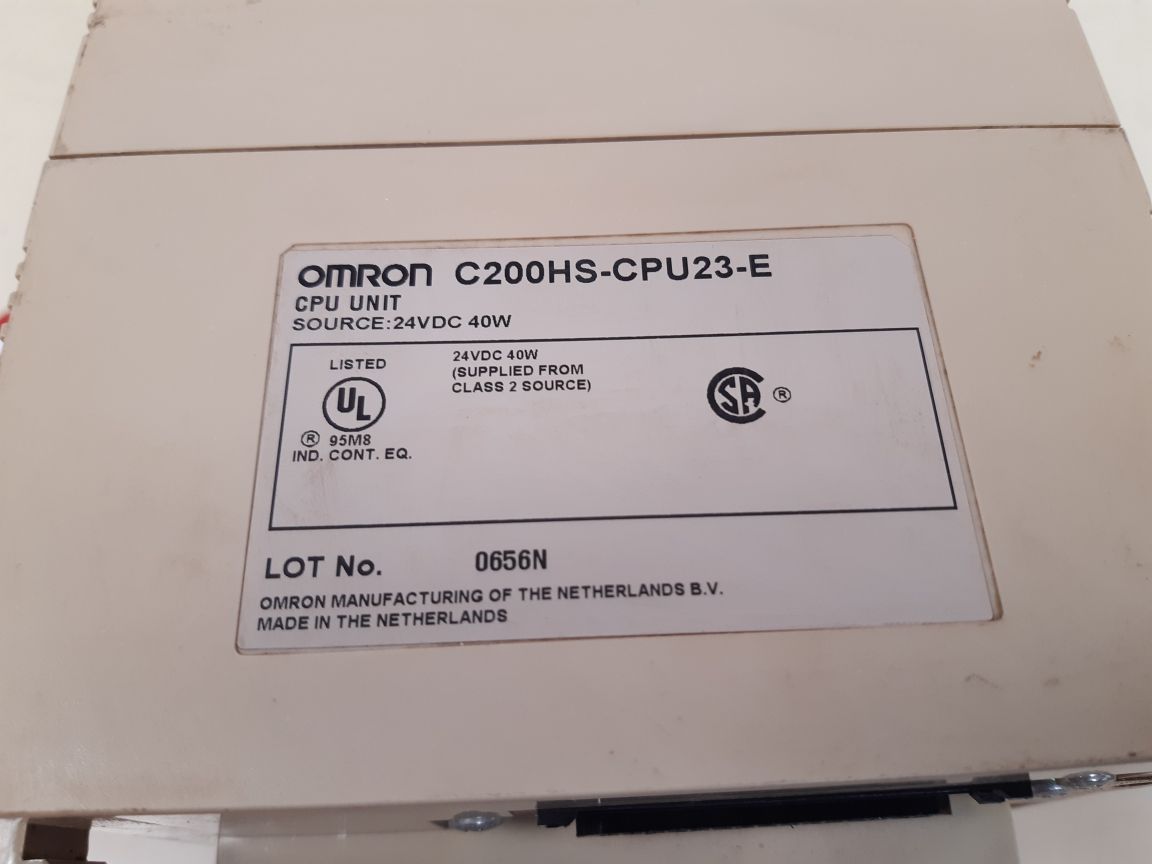 OMRON C200HS-CPU23-E
CPU UNIT
SOURCE:24VDC 40W
LISTED
UL
® 95M8
IND. CONT. EQ.
24VDC 40W
(SUPPLIED FROM
CLASS 2 SOURCE)
SA ®
LOT No. 0656N
OMRON MANUFACTURING OF THE NETHERLANDS B.V.
MADE IN THE NETHERLANDS